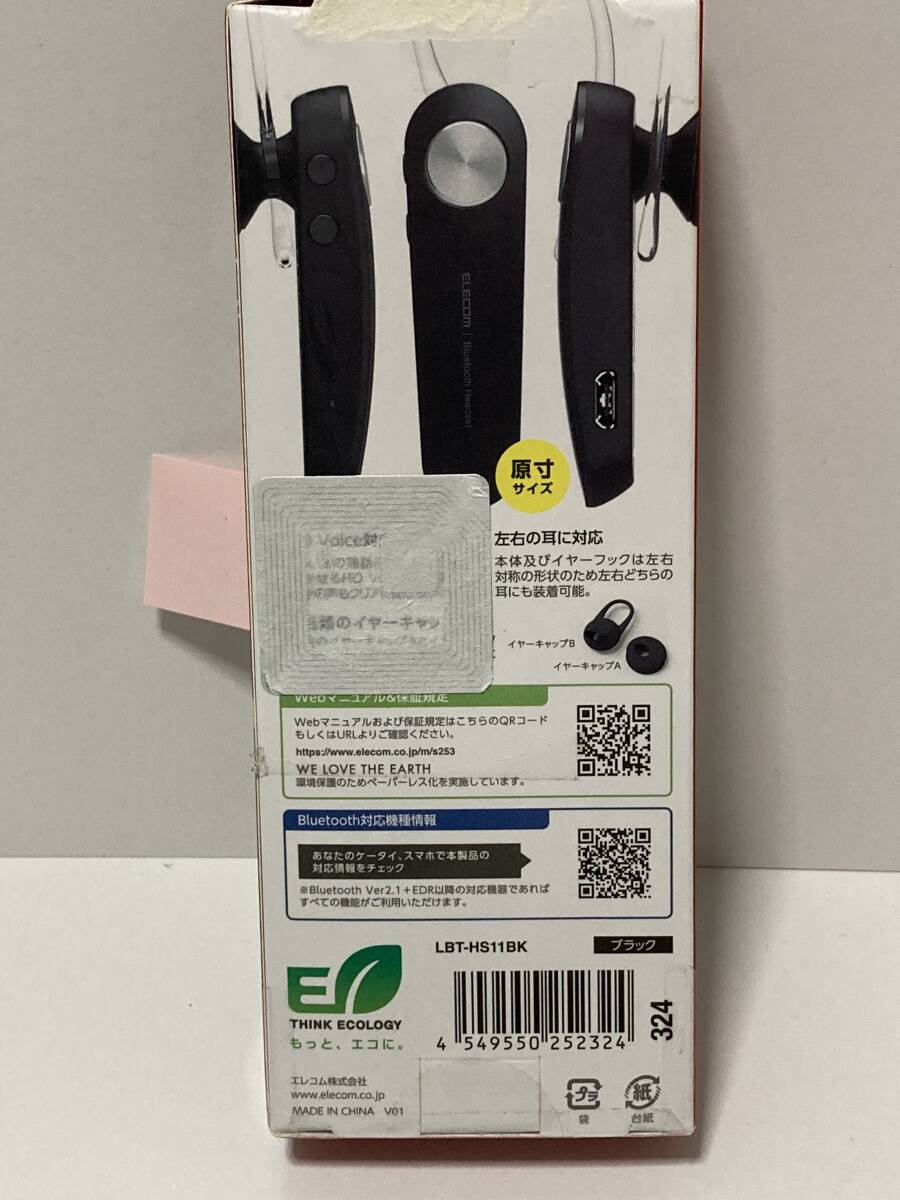 ELECOM | Bluetooth Headset
原寸
サイズ
Voice対
左右の耳に対応
本体及びイヤーフックは左右
対称の形状のため左右どちらの
耳にも装着可能。
のイヤーキャッ
イヤーキャップB
イヤーキャップA
Webマニュアル&保証規定
Webマニュアルおよび保証規定はこちらのQRコード
もしくはURLよりご確認ください。
https://www.elecom.co.jp/m/s253
WE LOVE THE EARTH
環境保護のためペーパーレス化を実施しています。
Bluetooth対応機種情報
あなたのケータイ、スマホで本製品の
対応情報をチェック
※Bluetooth Ver2.1+EDR以降の対応機器であれば
すべての機能がご利用いただけます。
LBT-HS11BK
ブラック
THINK ECOLOGY
もっと、エコに。
4 549550 252324
324
エレコム株式会社
www.elecom.co.jp
MADE IN CHINA V01
プラ
袋
紙
台紙